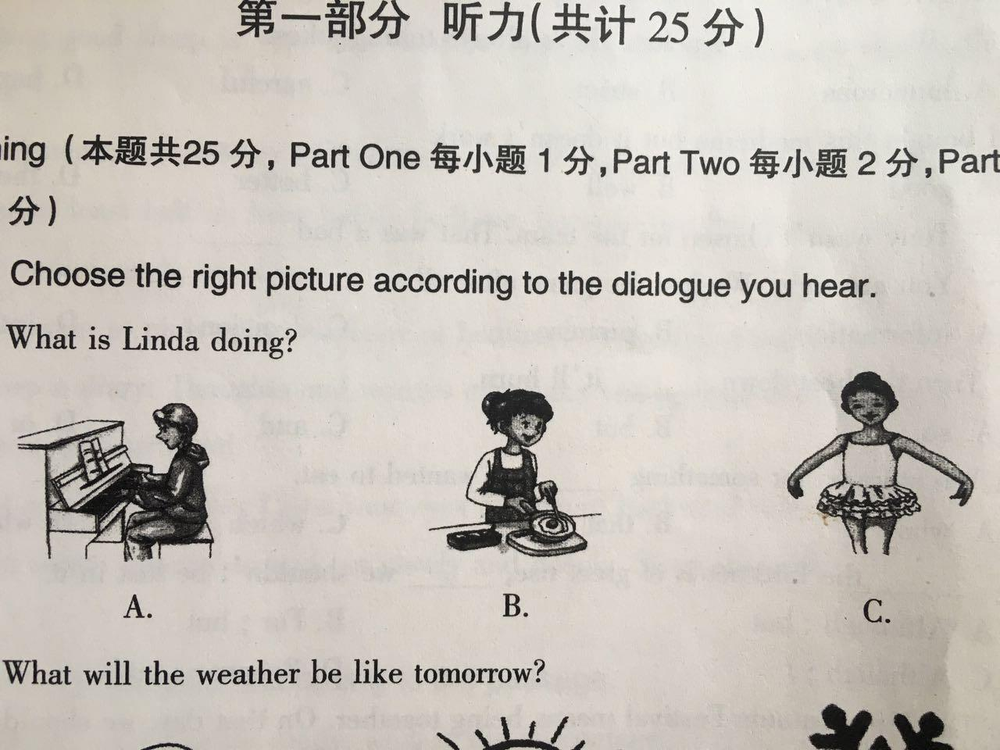 第一部分 听力(共计 25 分)
ing (本题共25 分, Part One 每小题 1 分,Part Two 每小题 2 分,Part
分)
Choose the right picture according to the dialogue you hear.
What is Linda doing?
A. B. C.
What will the weather be like tomorrow?